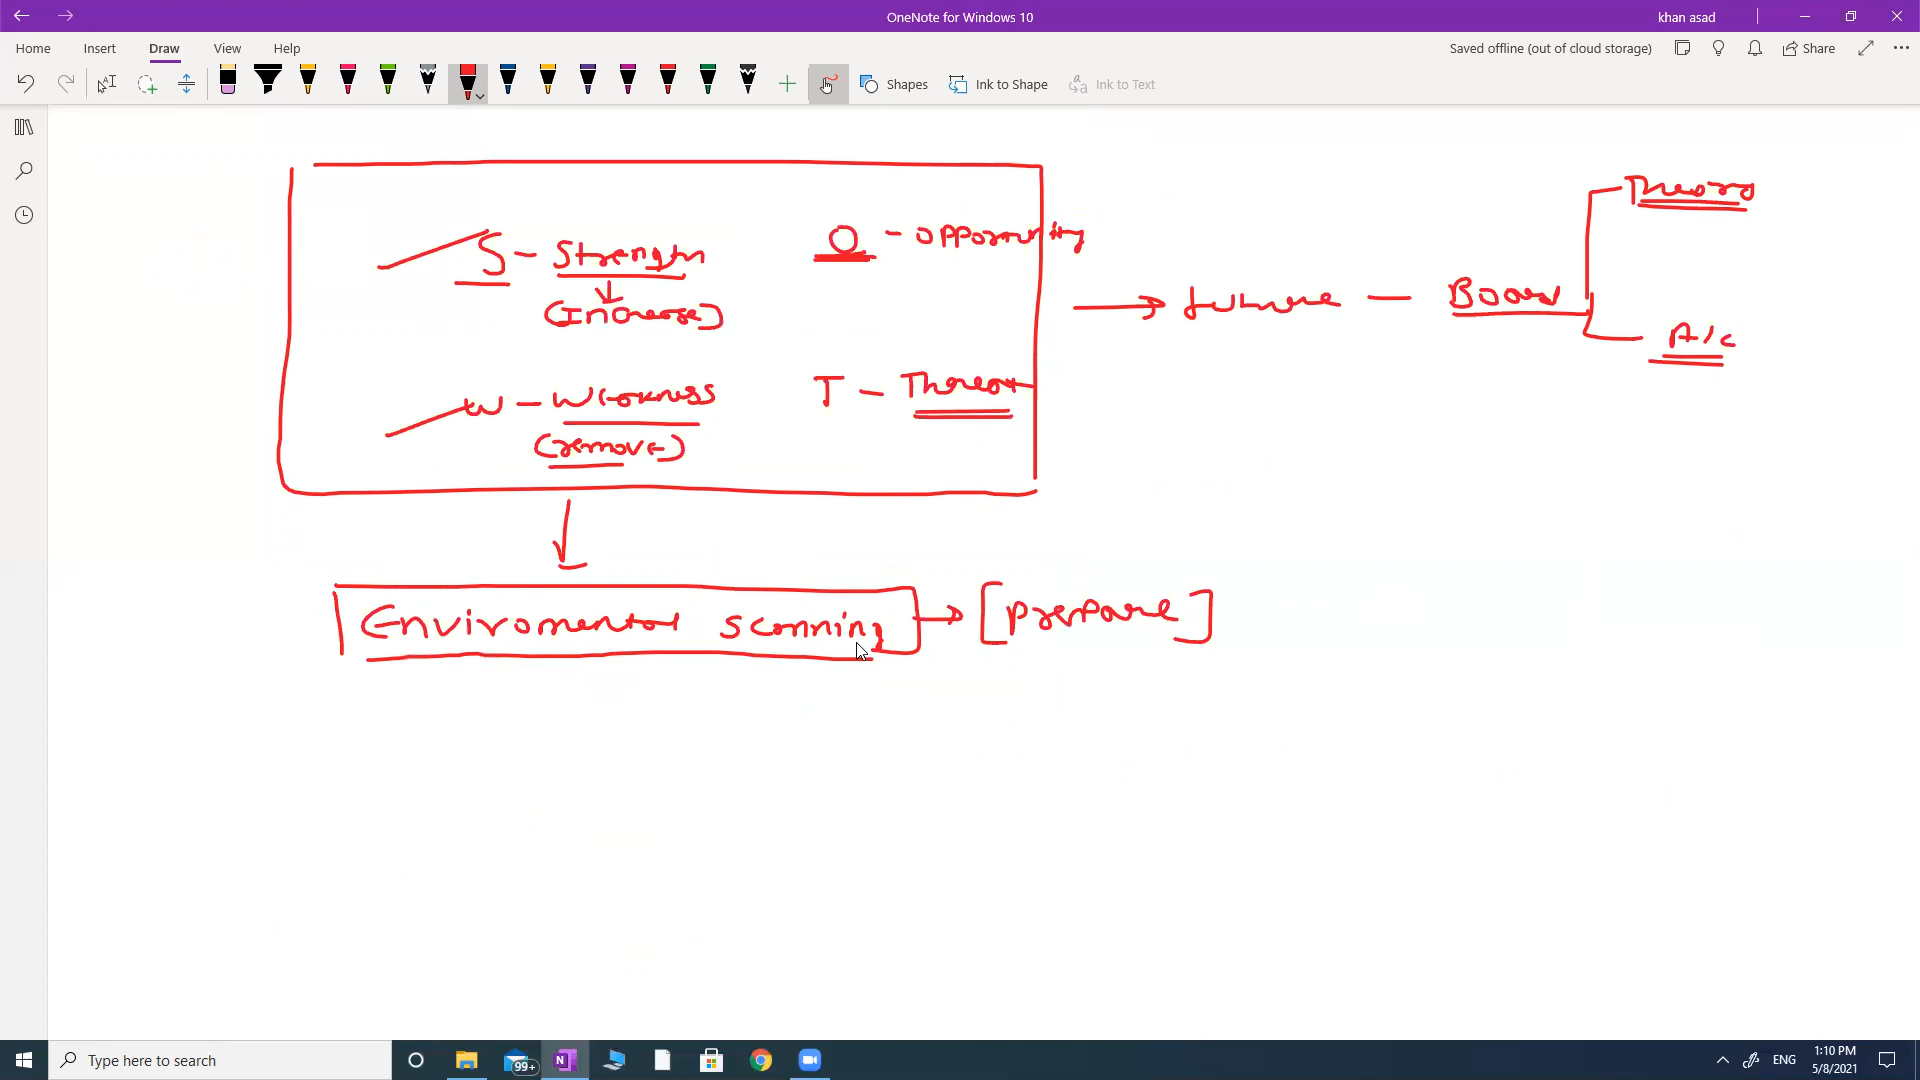 OneNote for Windows 10
khan asad
Home Insert Draw View Help
Saved offline (out of cloud storage)
Share
Shapes
Ink to Shape
Ink to Text
S - Strength
(Increase)
O - opportunity
W - Weakness
(remove)
T - Threat
future - Board
Theory
A/c
Enviromental scanning
[prepare]
Type here to search
99+
ENG
1:10 PM
5/8/2021